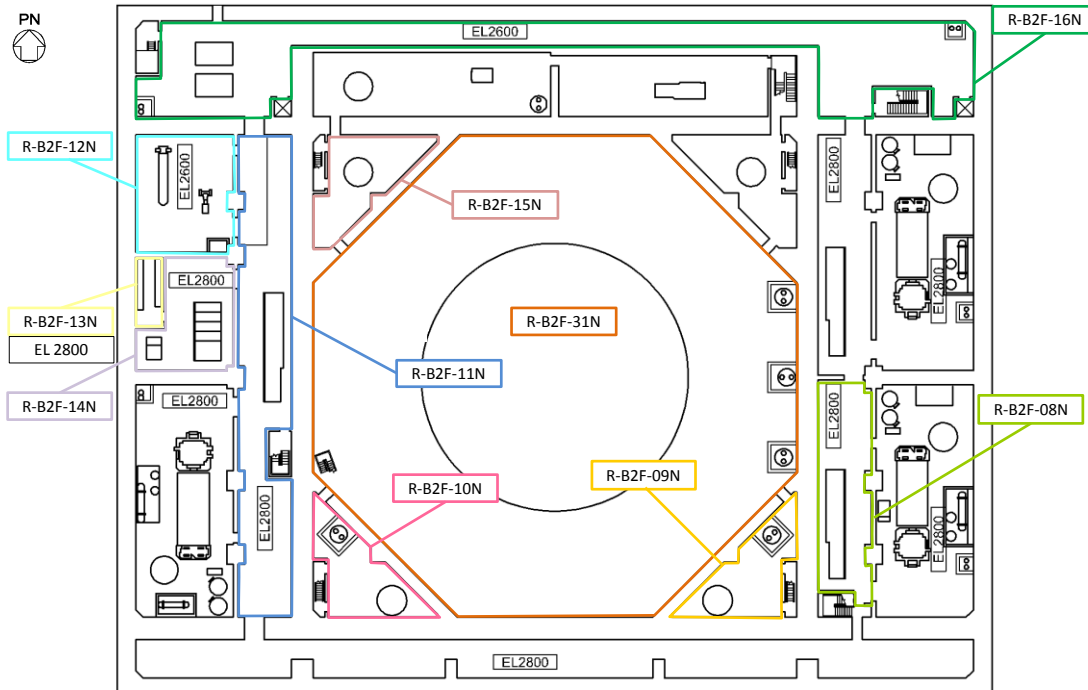 PN
EL2600
R-B2F-16N
R-B2F-12N
EL2600
EL2800
R-B2F-15N
EL2800
R-B2F-13N
EL 2800
R-B2F-31N
EL2800
R-B2F-11N
R-B2F-14N
EL2800
EL2800
R-B2F-08N
R-B2F-10N
R-B2F-09N
EL2800
EL2800
EL2800